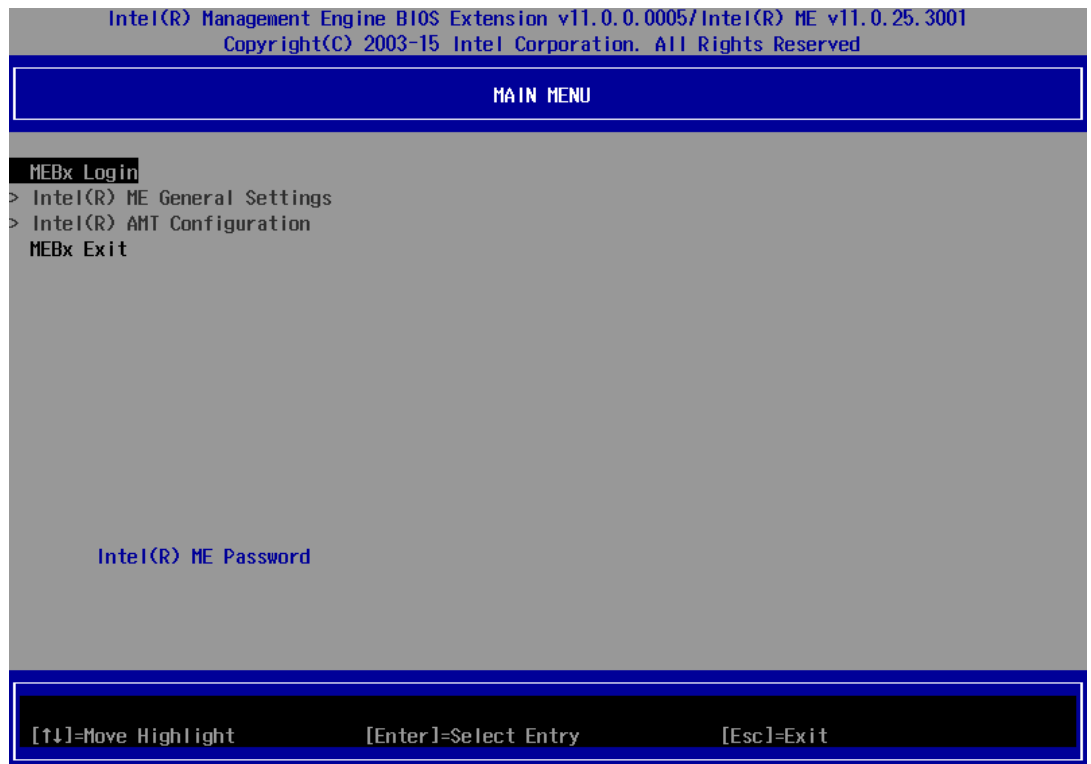 Intel(R) Management Engine BIOS Extension v11.0.0.0005/Intel(R) ME v11.0.25.3001
Copyright(C) 2003-15 Intel Corporation. All Rights Reserved
MAIN MENU
MEBx Login
> Intel(R) ME General Settings
> Intel(R) AMT Configuration
MEBx Exit
Intel(R) ME Password
[↑↓]=Move Highlight [Enter]=Select Entry [Esc]=Exit